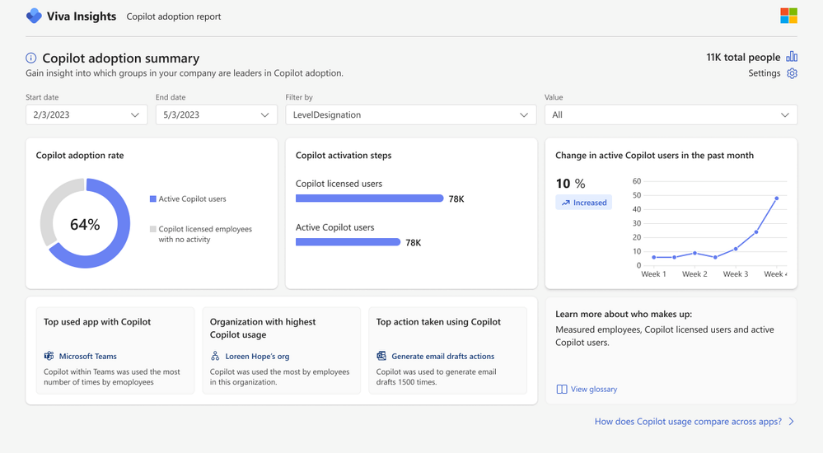 Viva Insights Copilot adoption report
Copilot adoption summary
Gain insight into which groups in your company are leaders in Copilot adoption.
11K total people
Settings
Start date
2/3/2023
End date
5/3/2023
Filter by
LevelDesignation
Value
All
Copilot adoption rate
64%
Active Copilot users
Copilot licensed employees
with no activity
Copilot activation steps
Copilot licensed users
78K
Active Copilot users
78K
Change in active Copilot users in the past month
10 %
Increased
60
50
40
30
20
10
0
Week 1 Week 2 Week 3 Week
Top used app with Copilot
Microsoft Teams
Copilot within Teams was used the most
number of times by emoployees
Organization with highest
Copilot usage
Loreen Hope's org
Copilot was used the most by employees
in this organization.
Top action taken using Copilot
Generate email drafts actions
Copilot was used to generate email
drafts 1500 times.
Learn more about who makes up:
Measured employees, Copilot licensed users and active
Copilot users.
View glossary
How does Copilot usage compare across apps?